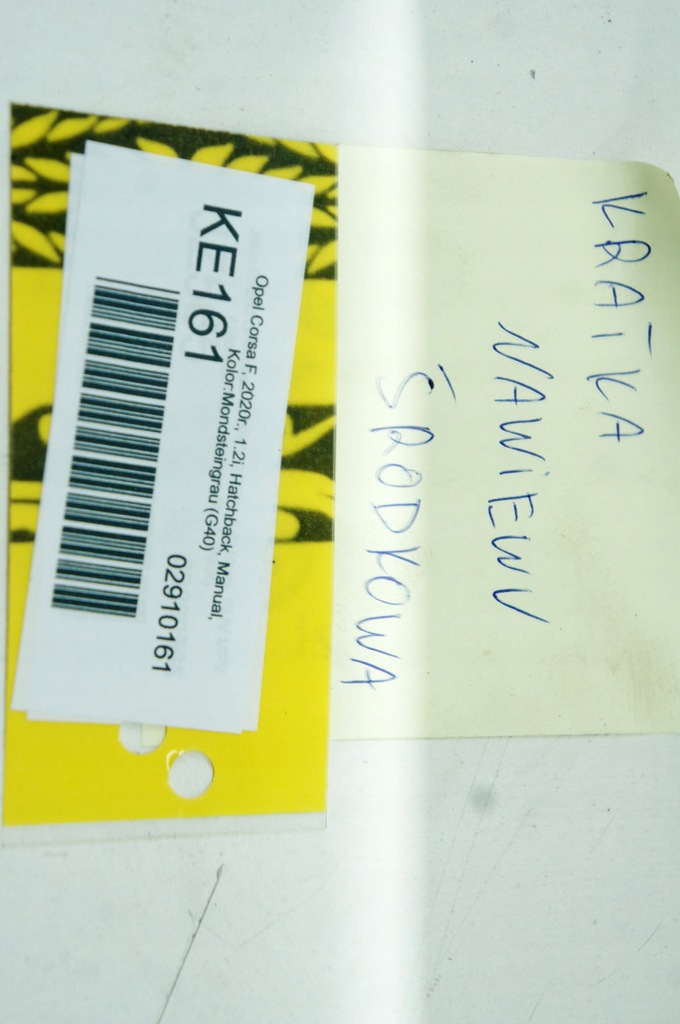 KRATKA
NAWIEWU
ŚRODKOWA
Opel Corsa F, 2020r., 1.2i, Hatchback, Manual,
Kolor:Mondsteingrau (G40)
KE161
02910161